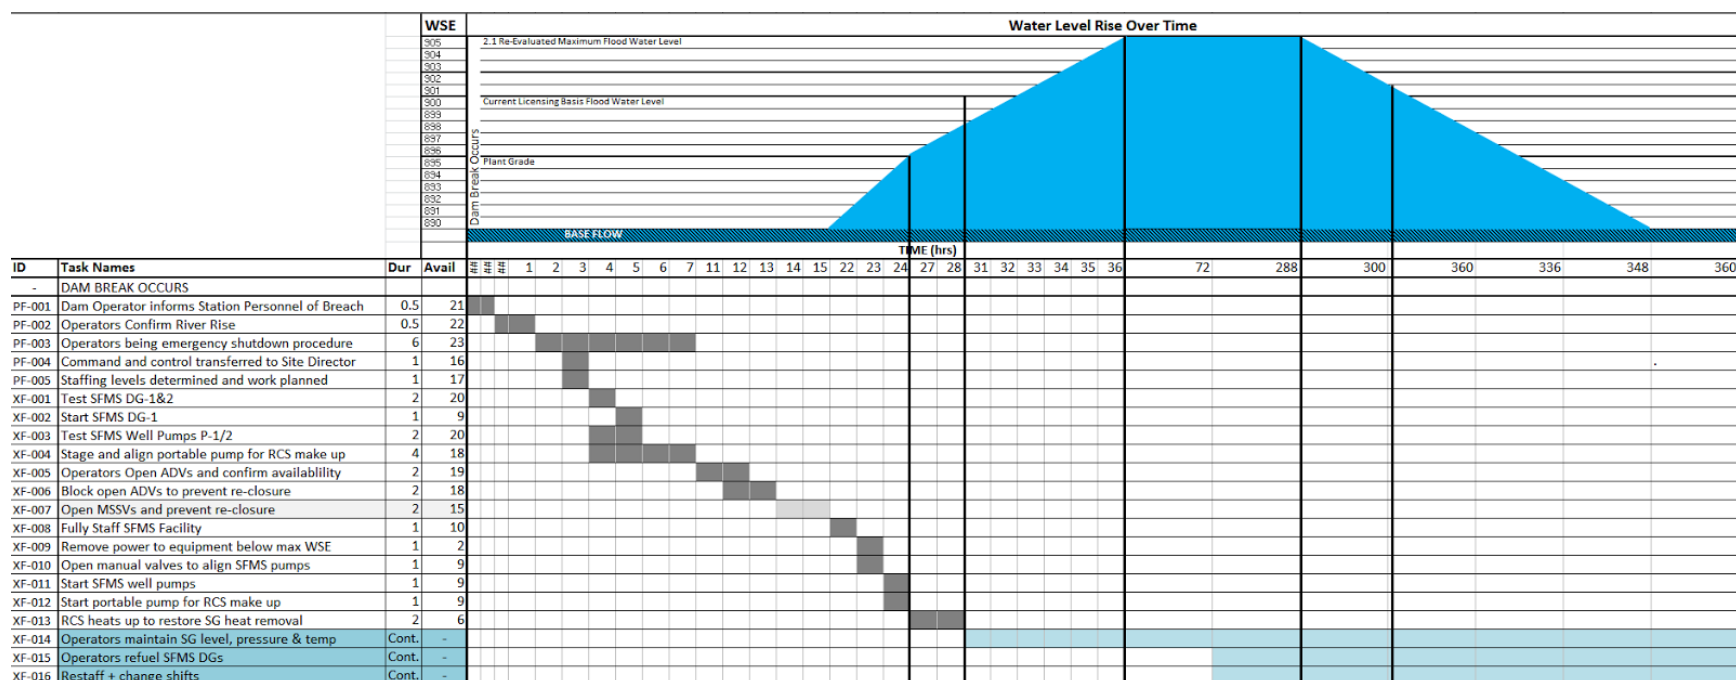 WSE Water Level Rise Over Time
905 2.1 Re-Evaluated Maximum Flood Water Level
904
903
902
901
900 Current Licensing Basis Flood Water Level
899
898
897
896
895 Plant Grade
894
893
892
891
890
Dam Break Occurs
BASE FLOW
TIME (hrs)
ID Task Names Dur Avail ## ## ## 1 2 3 4 5 6 7 11 12 13 14 15 22 23 24 27 28 31 32 33 34 35 36 72 288 300 360 336 348 360
- DAM BREAK OCCURS
PF-001 Dam Operator informs Station Personnel of Breach 0.5 21
PF-002 Operators Confirm River Rise 0.5 22
PF-003 Operators being emergency shutdown procedure 6 23
PF-004 Command and control transferred to Site Director 1 16
PF-005 Staffing levels determined and work planned 1 17
XF-001 Test SFMS DG-1&2 2 20
XF-002 Start SFMS DG-1 1 9
XF-003 Test SFMS Well Pumps P-1/2 2 20
XF-004 Stage and align portable pump for RCS make up 4 18
XF-005 Operators Open ADVs and confirm availablility 2 19
XF-006 Block open ADVs to prevent re-closure 2 18
XF-007 Open MSSVs and prevent re-closure 2 15
XF-008 Fully Staff SFMS Facility 1 10
XF-009 Remove power to equipment below max WSE 1 2
XF-010 Open manual valves to align SFMS pumps 1 9
XF-011 Start SFMS well pumps 1 9
XF-012 Start portable pump for RCS make up 1 9
XF-013 RCS heats up to restore SG heat removal 2 6
XF-014 Operators maintain SG level, pressure & temp Cont. -
XF-015 Operators refuel SFMS DGs Cont. -
XF-016 Restaff + change shifts Cont. -